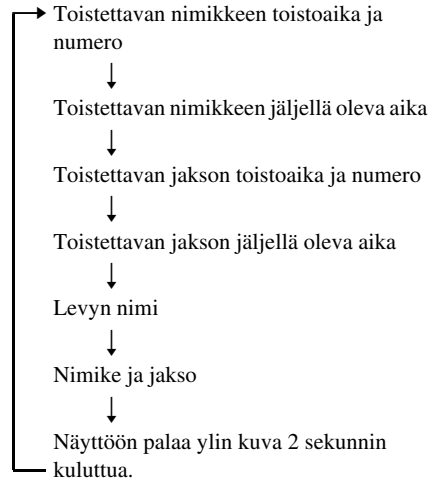 Toistettavan nimikkeen toistoaika ja
numero
Toistettavan nimikkeen jäljellä oleva aika
Toistettavan jakson toistoaika ja numero
Toistettavan jakson jäljellä oleva aika
Levyn nimi
Nimike ja jakso
Näyttöön palaa ylin kuva 2 sekunnin
kuluttua.